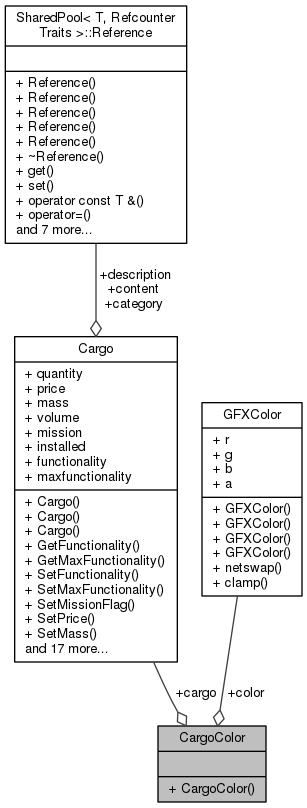 SharedPool< T, Refcounter
Traits >::Reference
+ Reference()
+ Reference()
+ Reference()
+ Reference()
+ Reference()
+ ~Reference()
+ get()
+ set()
+ operator const T &()
+ operator=()
and 7 more...
+description
+content
+category
Cargo
+ quantity
+ price
+ mass
+ volume
+ mission
+ installed
+ functionality
+ maxfunctionality
+ Cargo()
+ Cargo()
+ Cargo()
+ GetFunctionality()
+ GetMaxFunctionality()
+ SetFunctionality()
+ SetMaxFunctionality()
+ SetMissionFlag()
+ SetPrice()
+ SetMass()
and 17 more...
GFXColor
+ r
+ g
+ b
+ a
+ GFXColor()
+ GFXColor()
+ GFXColor()
+ GFXColor()
+ netswap()
+ clamp()
+cargo
+color
CargoColor
+ CargoColor()